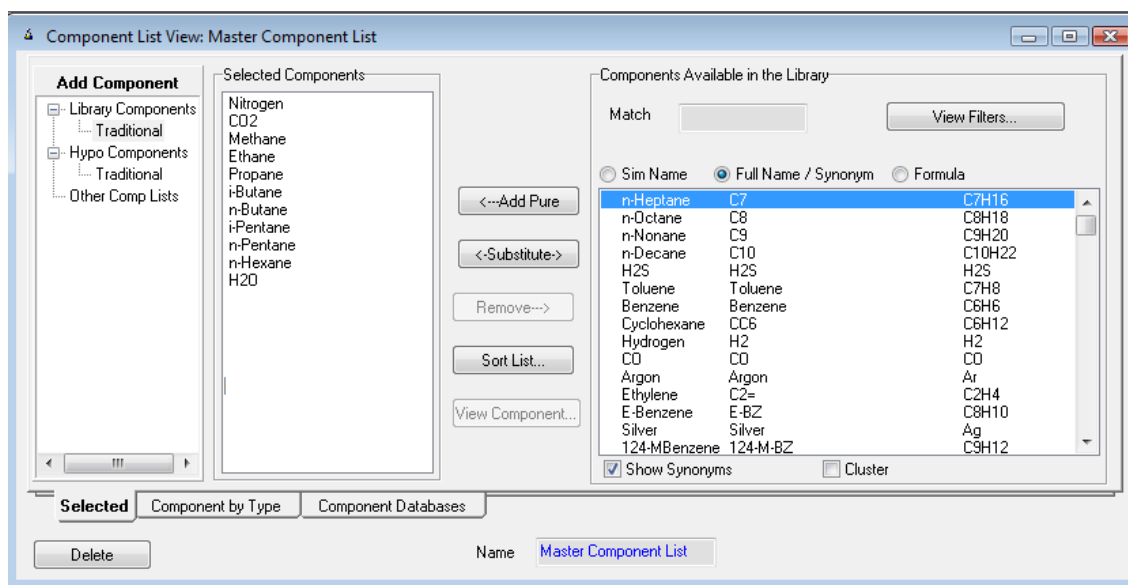 Component List View: Master Component List
Add Component
Library Components
Traditional
Hypo Components
Traditional
Other Comp Lists
Selected Components
Nitrogen
CO2
Methane
Ethane
Propane
i-Butane
n-Butane
i-Pentane
n-Pentane
n-Hexane
H2O
<---Add Pure
<-Substitute->
Remove--->
Sort List...
View Component...
Components Available in the Library
Match
View Filters...
Sim Name Full Name / Synonym Formula
n-Heptane C7 C7H16
n-Octane C8 C8H18
n-Nonane C9 C9H20
n-Decane C10 C10H22
H2S H2S H2S
Toluene Toluene C7H8
Benzene Benzene C6H6
Cyclohexane CC6 C6H12
Hydrogen H2 H2
CO CO CO
Argon Argon Ar
Ethylene C2= C2H4
E-Benzene E-BZ C8H10
Silver Silver Ag
124-MBenzene 124-M-BZ C9H12
Show Synonyms Cluster
Selected Component by Type Component Databases
Delete Name Master Component List